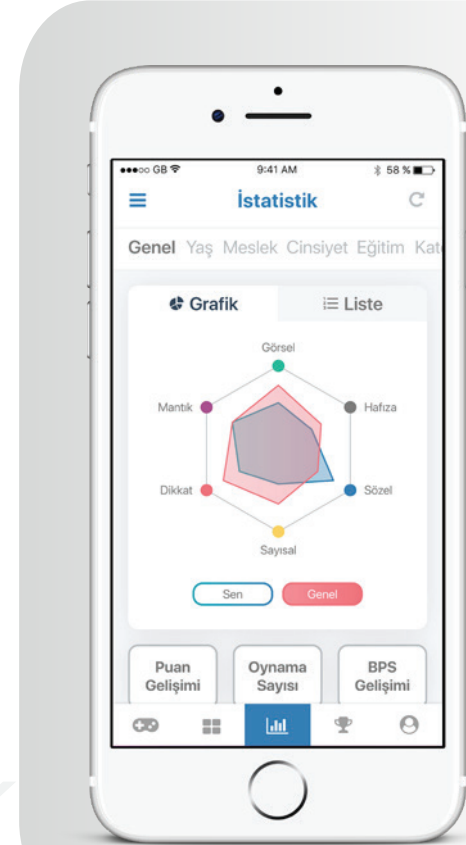 GB 9:41 AM 58 %
İstatistik
Genel Yaş Meslek Cinsiyet Eğitim Kate
Grafik Liste
Görsel
Mantık Hafıza
Dikkat Sözel
Sayısal
Sen Genel
Puan Oynama BPS
Gelişimi Sayısı Gelişimi